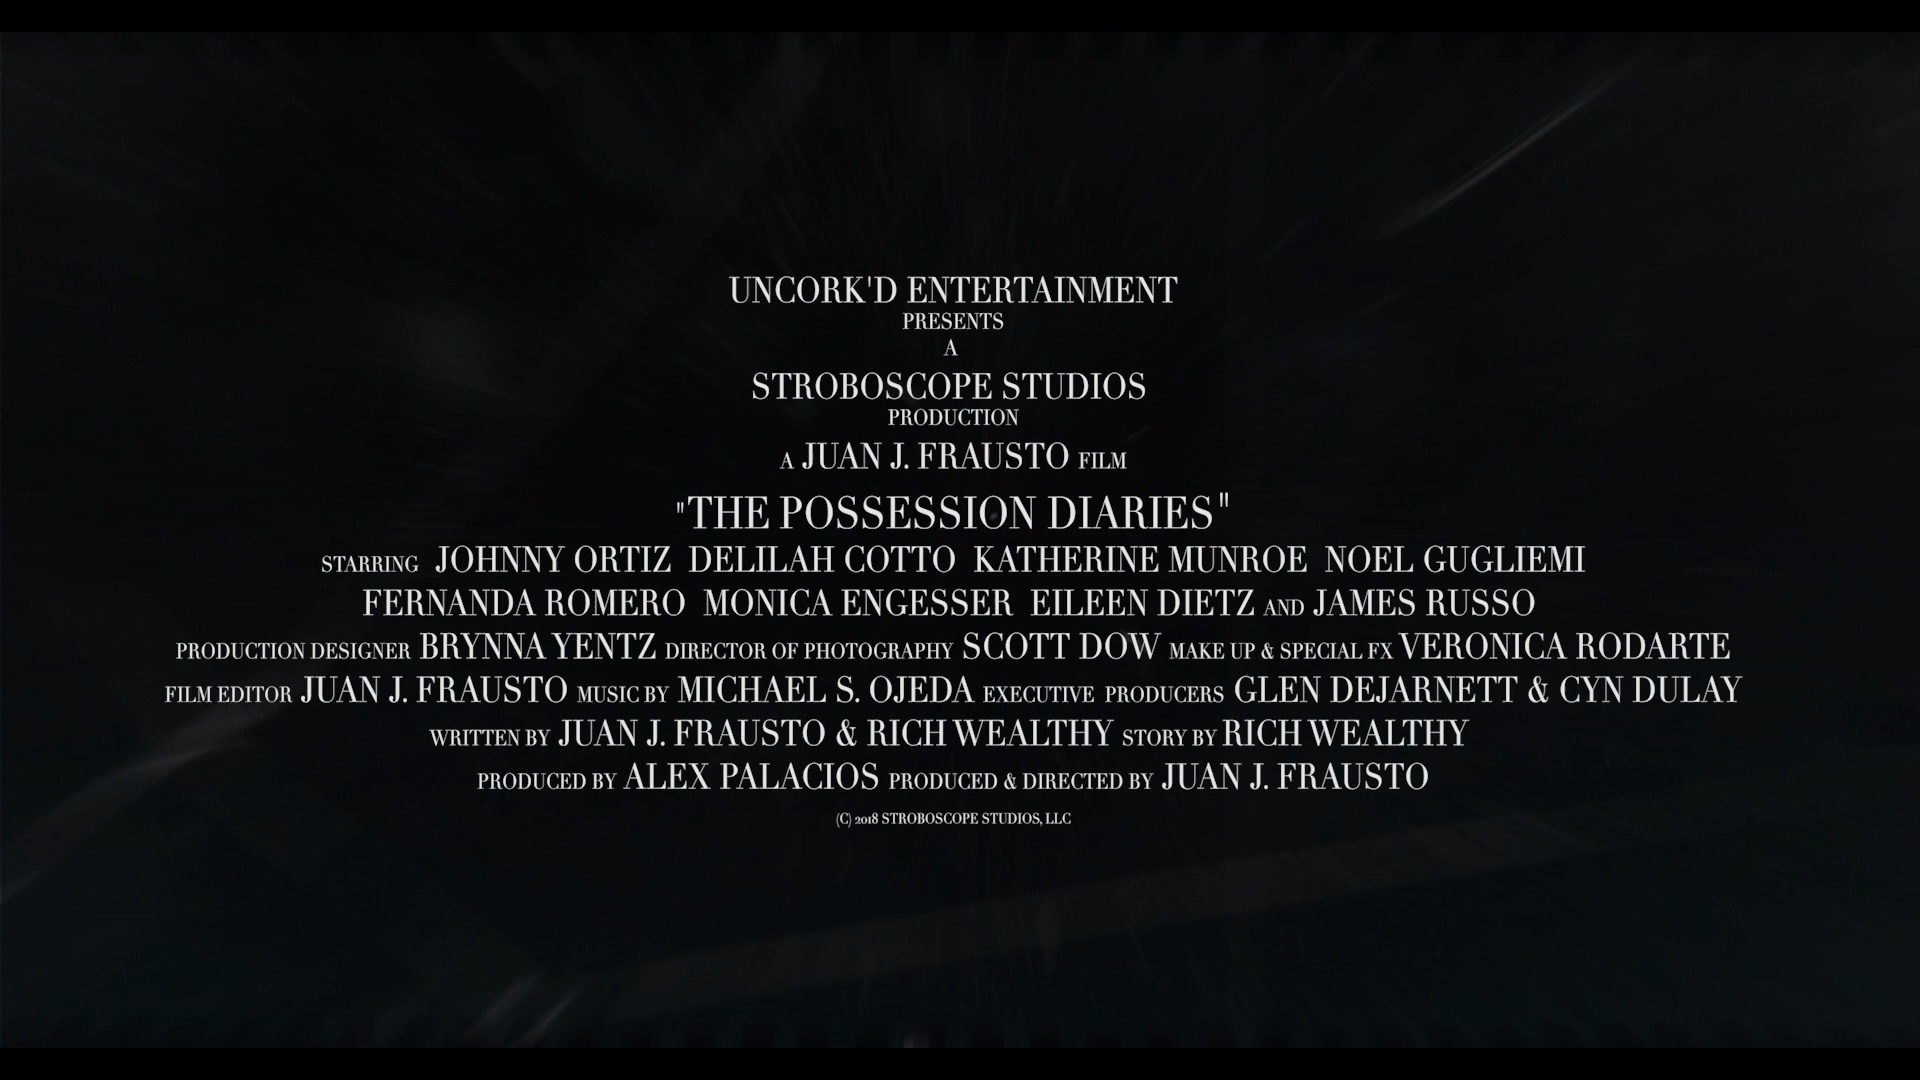 UNCORK'D ENTERTAINMENT
PRESENTS
A
STROBOSCOPE STUDIOS
PRODUCTION
A JUAN J. FRAUSTO FILM
"THE POSSESSION DIARIES"
STARRING JOHNNY ORTIZ DELILAH COTTO KATHERINE MUNROE NOEL GUGLIEMI
FERNANDA ROMERO MONICA ENGESSER EILEEN DIETZ AND JAMES RUSSO
PRODUCTION DESIGNER BRYNNA YENTZ DIRECTOR OF PHOTOGRAPHY SCOTT DOW MAKE UP & SPECIAL FX VERONICA RODARTE
FILM EDITOR JUAN J. FRAUSTO MUSIC BY MICHAEL S. OJEDA EXECUTIVE PRODUCERS GLEN DEJARNETT & CYN DULAY
WRITTEN BY JUAN J. FRAUSTO & RICH WEALTHY STORY BY RICH WEALTHY
PRODUCED BY ALEX PALACIOS PRODUCED & DIRECTED BY JUAN J. FRAUSTO
(C) 2018 STROBOSCOPE STUDIOS, LLC